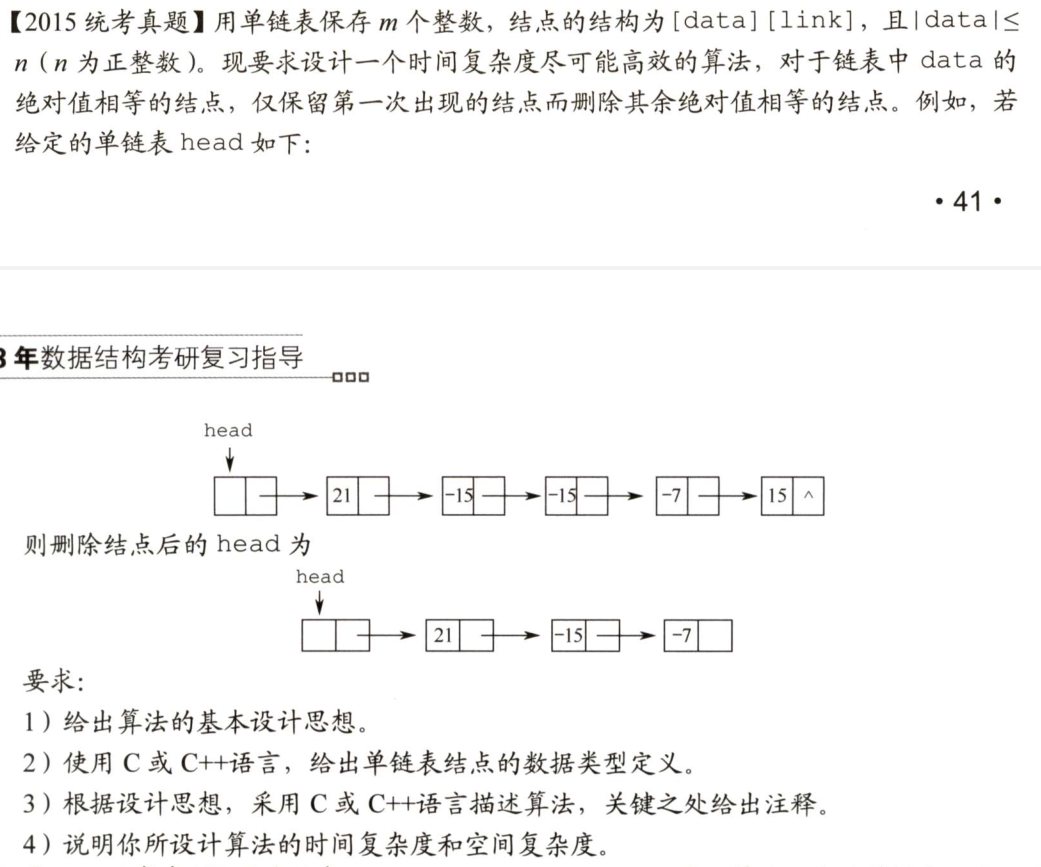 【2015 统考真题】用单链表保存 m 个整数，结点的结构为[data][link]，且|data|≤
n（n 为正整数）。现要求设计一个时间复杂度尽可能高效的算法，对于链表中 data 的
绝对值相等的结点，仅保留第一次出现的结点而删除其余绝对值相等的结点。例如，若
给定的单链表 head 如下：
• 41 •
年数据结构考研复习指导
head
21 -15 -15 -7 15 ^
则删除结点后的 head 为
head
21 -15 -7
要求：
1）给出算法的基本设计思想。
2）使用 C 或 C++语言，给出单链表结点的数据类型定义。
3）根据设计思想，采用 C 或 C++语言描述算法，关键之处给出注释。
4）说明你所设计算法的时间复杂度和空间复杂度。